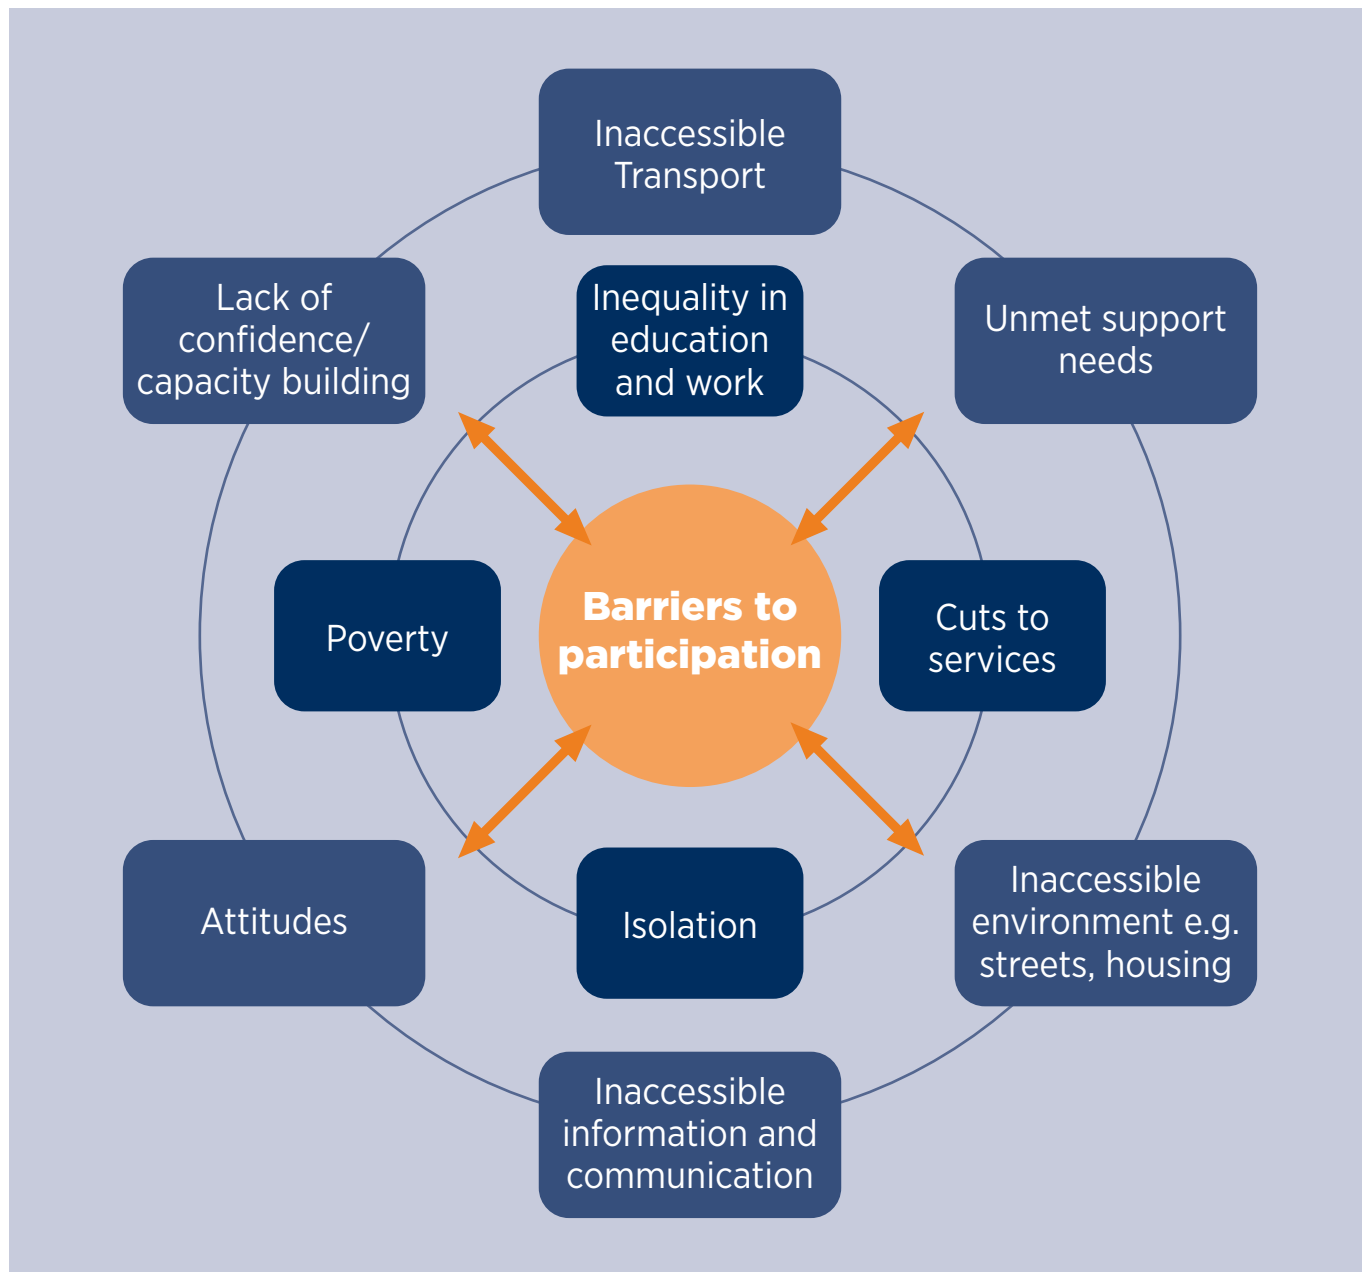 Inaccessible
Transport
Lack of
confidence/
capacity building
Inequality in
education
and work
Unmet support
needs
Poverty
Barriers to
participation
Cuts to
services
Attitudes
Isolation
Inaccessible
environment e.g.
streets, housing
Inaccessible
information and
communication